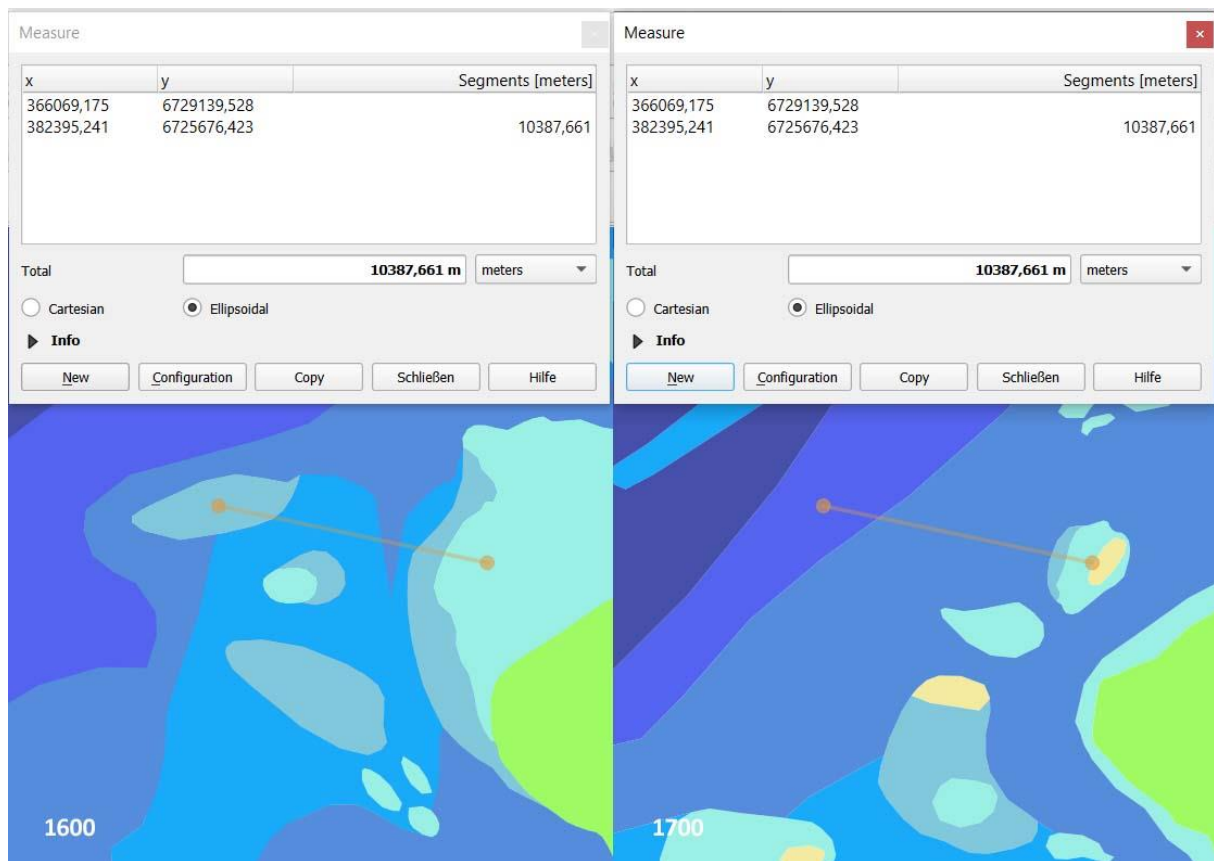 Measure
x y Segments [meters]
366069,175 6729139,528
382395,241 6725676,423 10387,661
Total 10387,661 m meters
Cartesian Ellipsoidal
Info
New Configuration Copy Schließen Hilfe
1600
Measure
x y Segments [meters]
366069,175 6729139,528
382395,241 6725676,423 10387,661
Total 10387,661 m meters
Cartesian Ellipsoidal
Info
New Configuration Copy Schließen Hilfe
1700